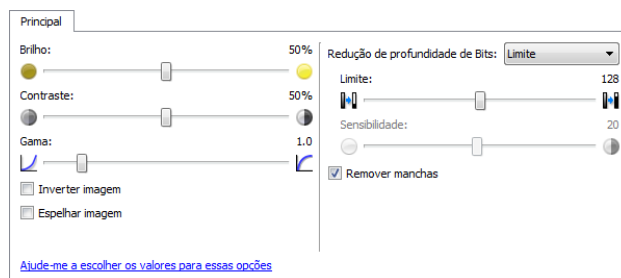 Principal
Brilho: 50%
Contraste: 50%
Gama: 1.0
Inverter imagem
Espelhar imagem
Ajude-me a escolher os valores para essas opções
Redução de profundidade de Bits: Limite
Limite: 128
Sensibilidade: 20
Remover manchas